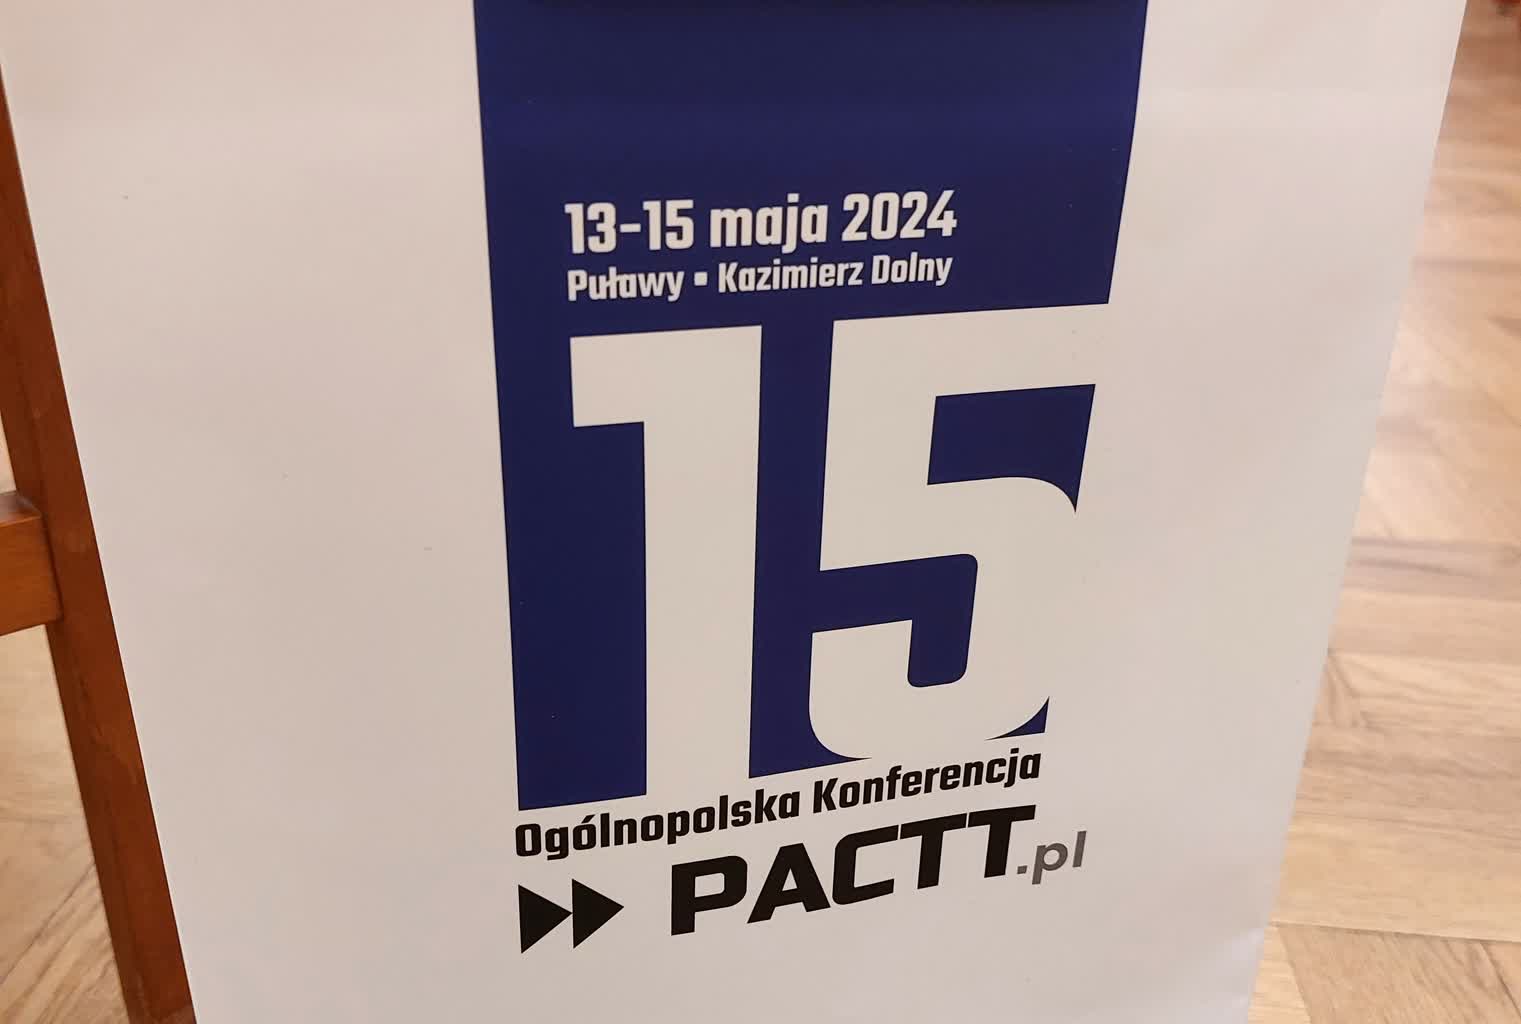 13-15 maja 2024
Puławy ▪ Kazimierz Dolny
15
Ogólnopolska Konferencja
PACTT.pl